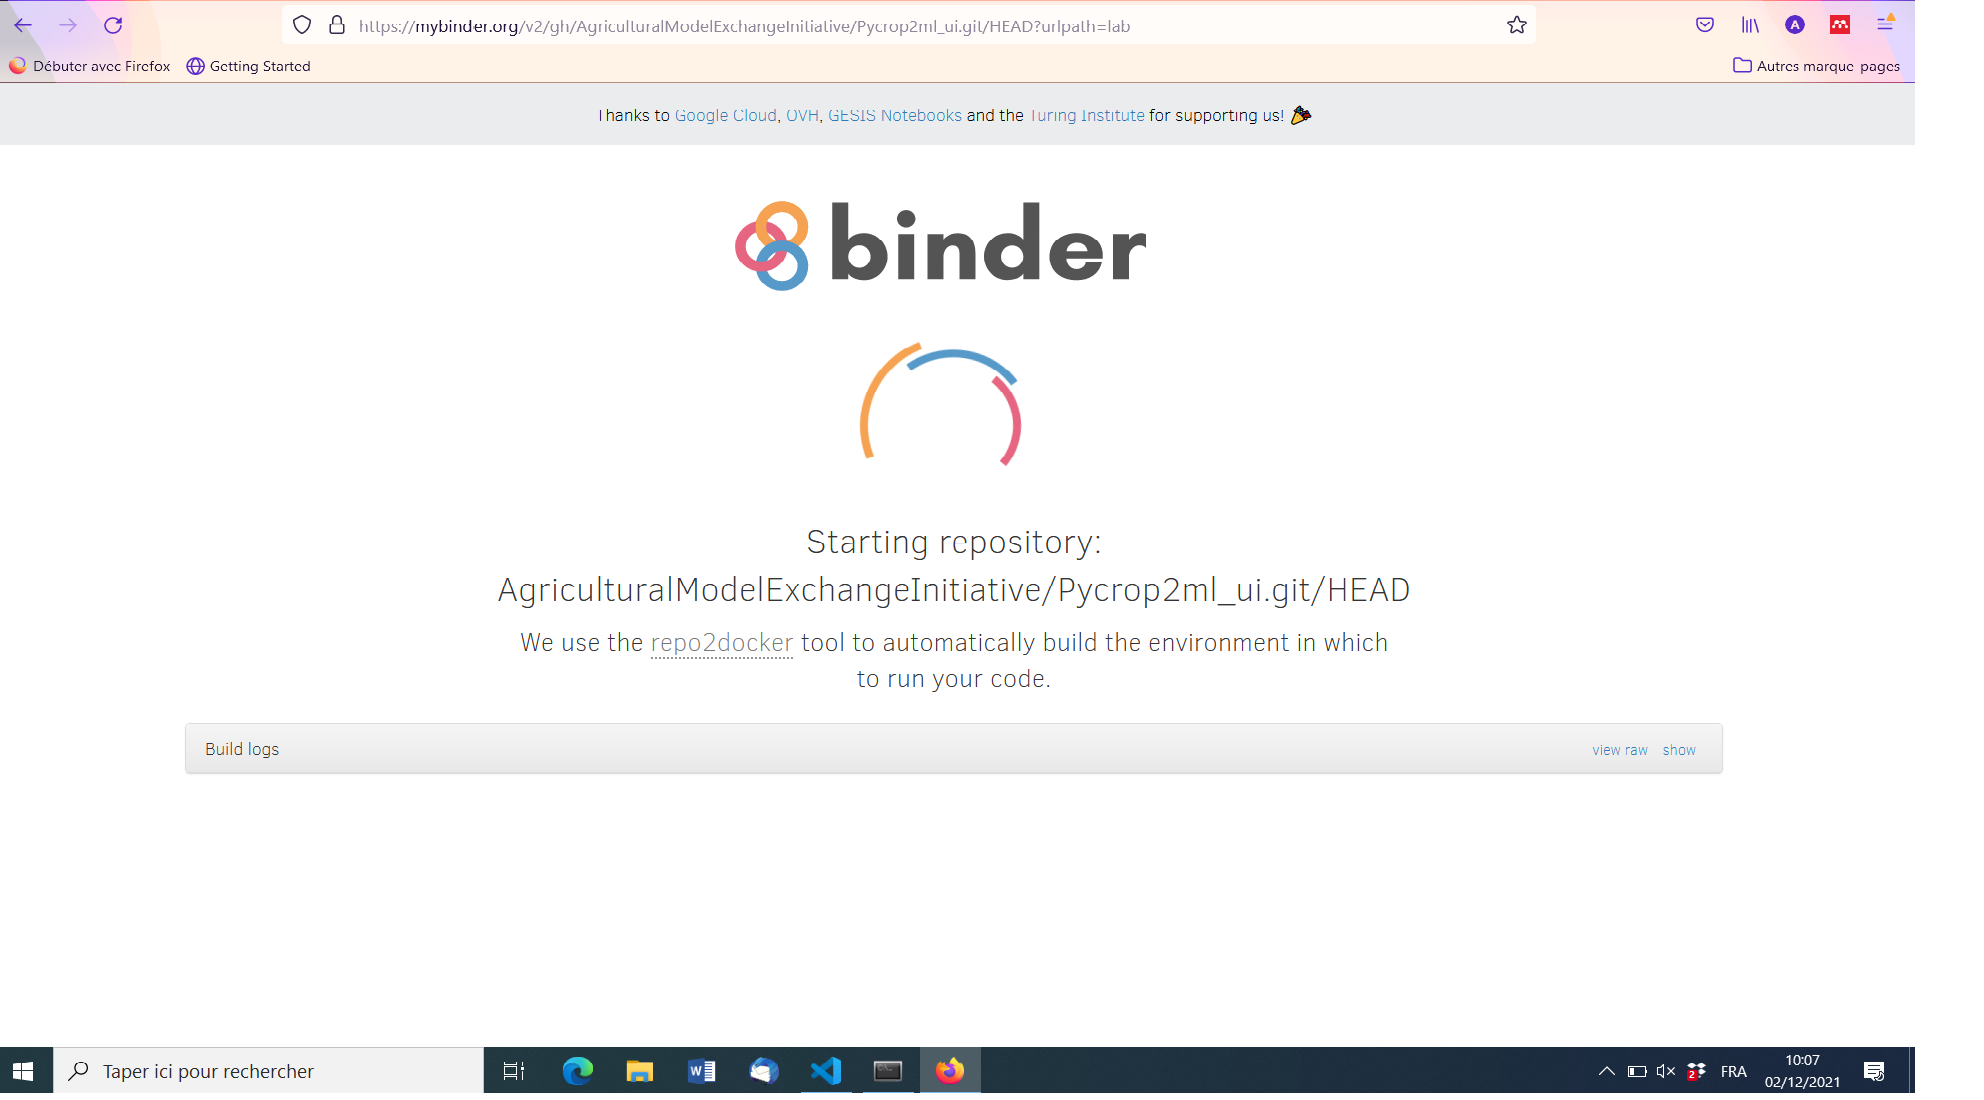 https://mybinder.org/v2/gh/AgriculturalModelExchangeInitiative/Pycrop2ml_ui.git/HEAD?urlpath=lab
A
Débuter avec Firefox
Getting Started
Autres marque-pages
Thanks to Google Cloud, OVH, GESIS Notebooks and the Turing Institute for supporting us!
binder
Starting repository:
AgriculturalModelExchangeInitiative/Pycrop2ml_ui.git/HEAD
We use the repo2docker tool to automatically build the environment in which
to run your code.
Build logs
view raw
show
Taper ici pour rechercher
W
2
FRA
10:07
02/12/2021